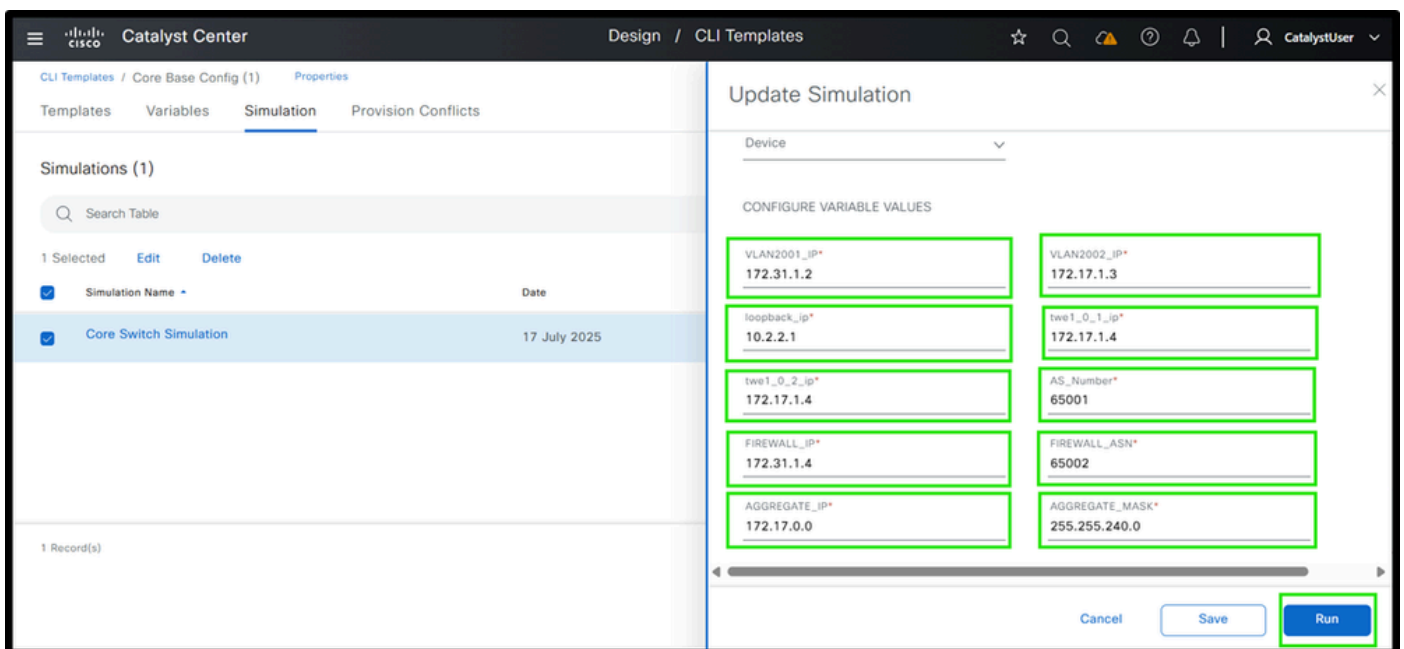 cisco Catalyst Center Design / CLI Templates CatalystUser
CLI Templates / Core Base Config (1) Properties
Templates Variables Simulation Provision Conflicts
Simulations (1)
Search Table
1 Selected Edit Delete
Simulation Name Date
Core Switch Simulation 17 July 2025
1 Record(s)
Update Simulation
Device
CONFIGURE VARIABLE VALUES
VLAN2001_IP* VLAN2002_IP*
172.31.1.2 172.17.1.3
loopback_ip* twe1_0_1_ip*
10.2.2.1 172.17.1.4
twe1_0_2_ip* AS_Number*
172.17.1.4 65001
FIREWALL_IP* FIREWALL_ASN*
172.31.1.4 65002
AGGREGATE_IP* AGGREGATE_MASK*
172.17.0.0 255.255.240.0
Cancel Save Run